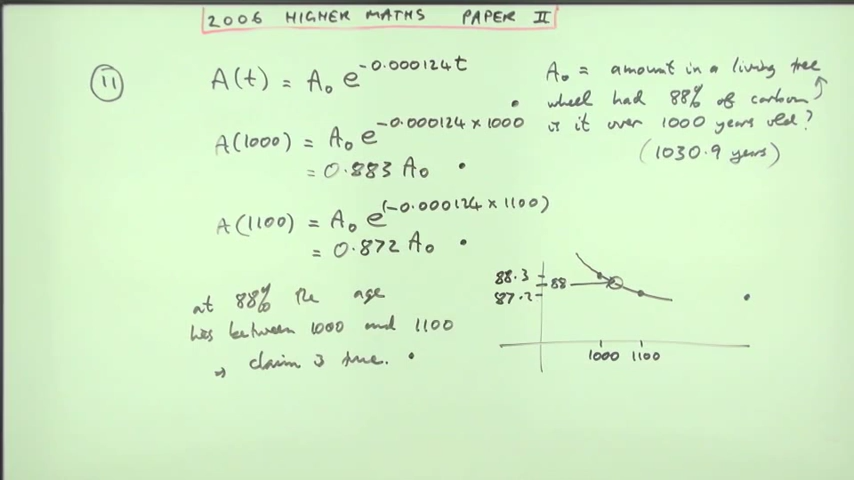 2006 HIGHER MATHS PAPER II
11
A(t) = A₀ e^-0.000124t
A(1000) = A₀ e^-0.000124 × 1000
= 0.883 A₀
A(1100) = A₀ e^(-0.000124 × 1100)
= 0.872 A₀
at 88% the age
lies between 1000 and 1100
⇒ claim is true.
A₀ = amount in a living tree
wheel had 88% of carbon
is it over 1000 years old?
(1030.9 years)
88.3
88
87.2
1000 1100